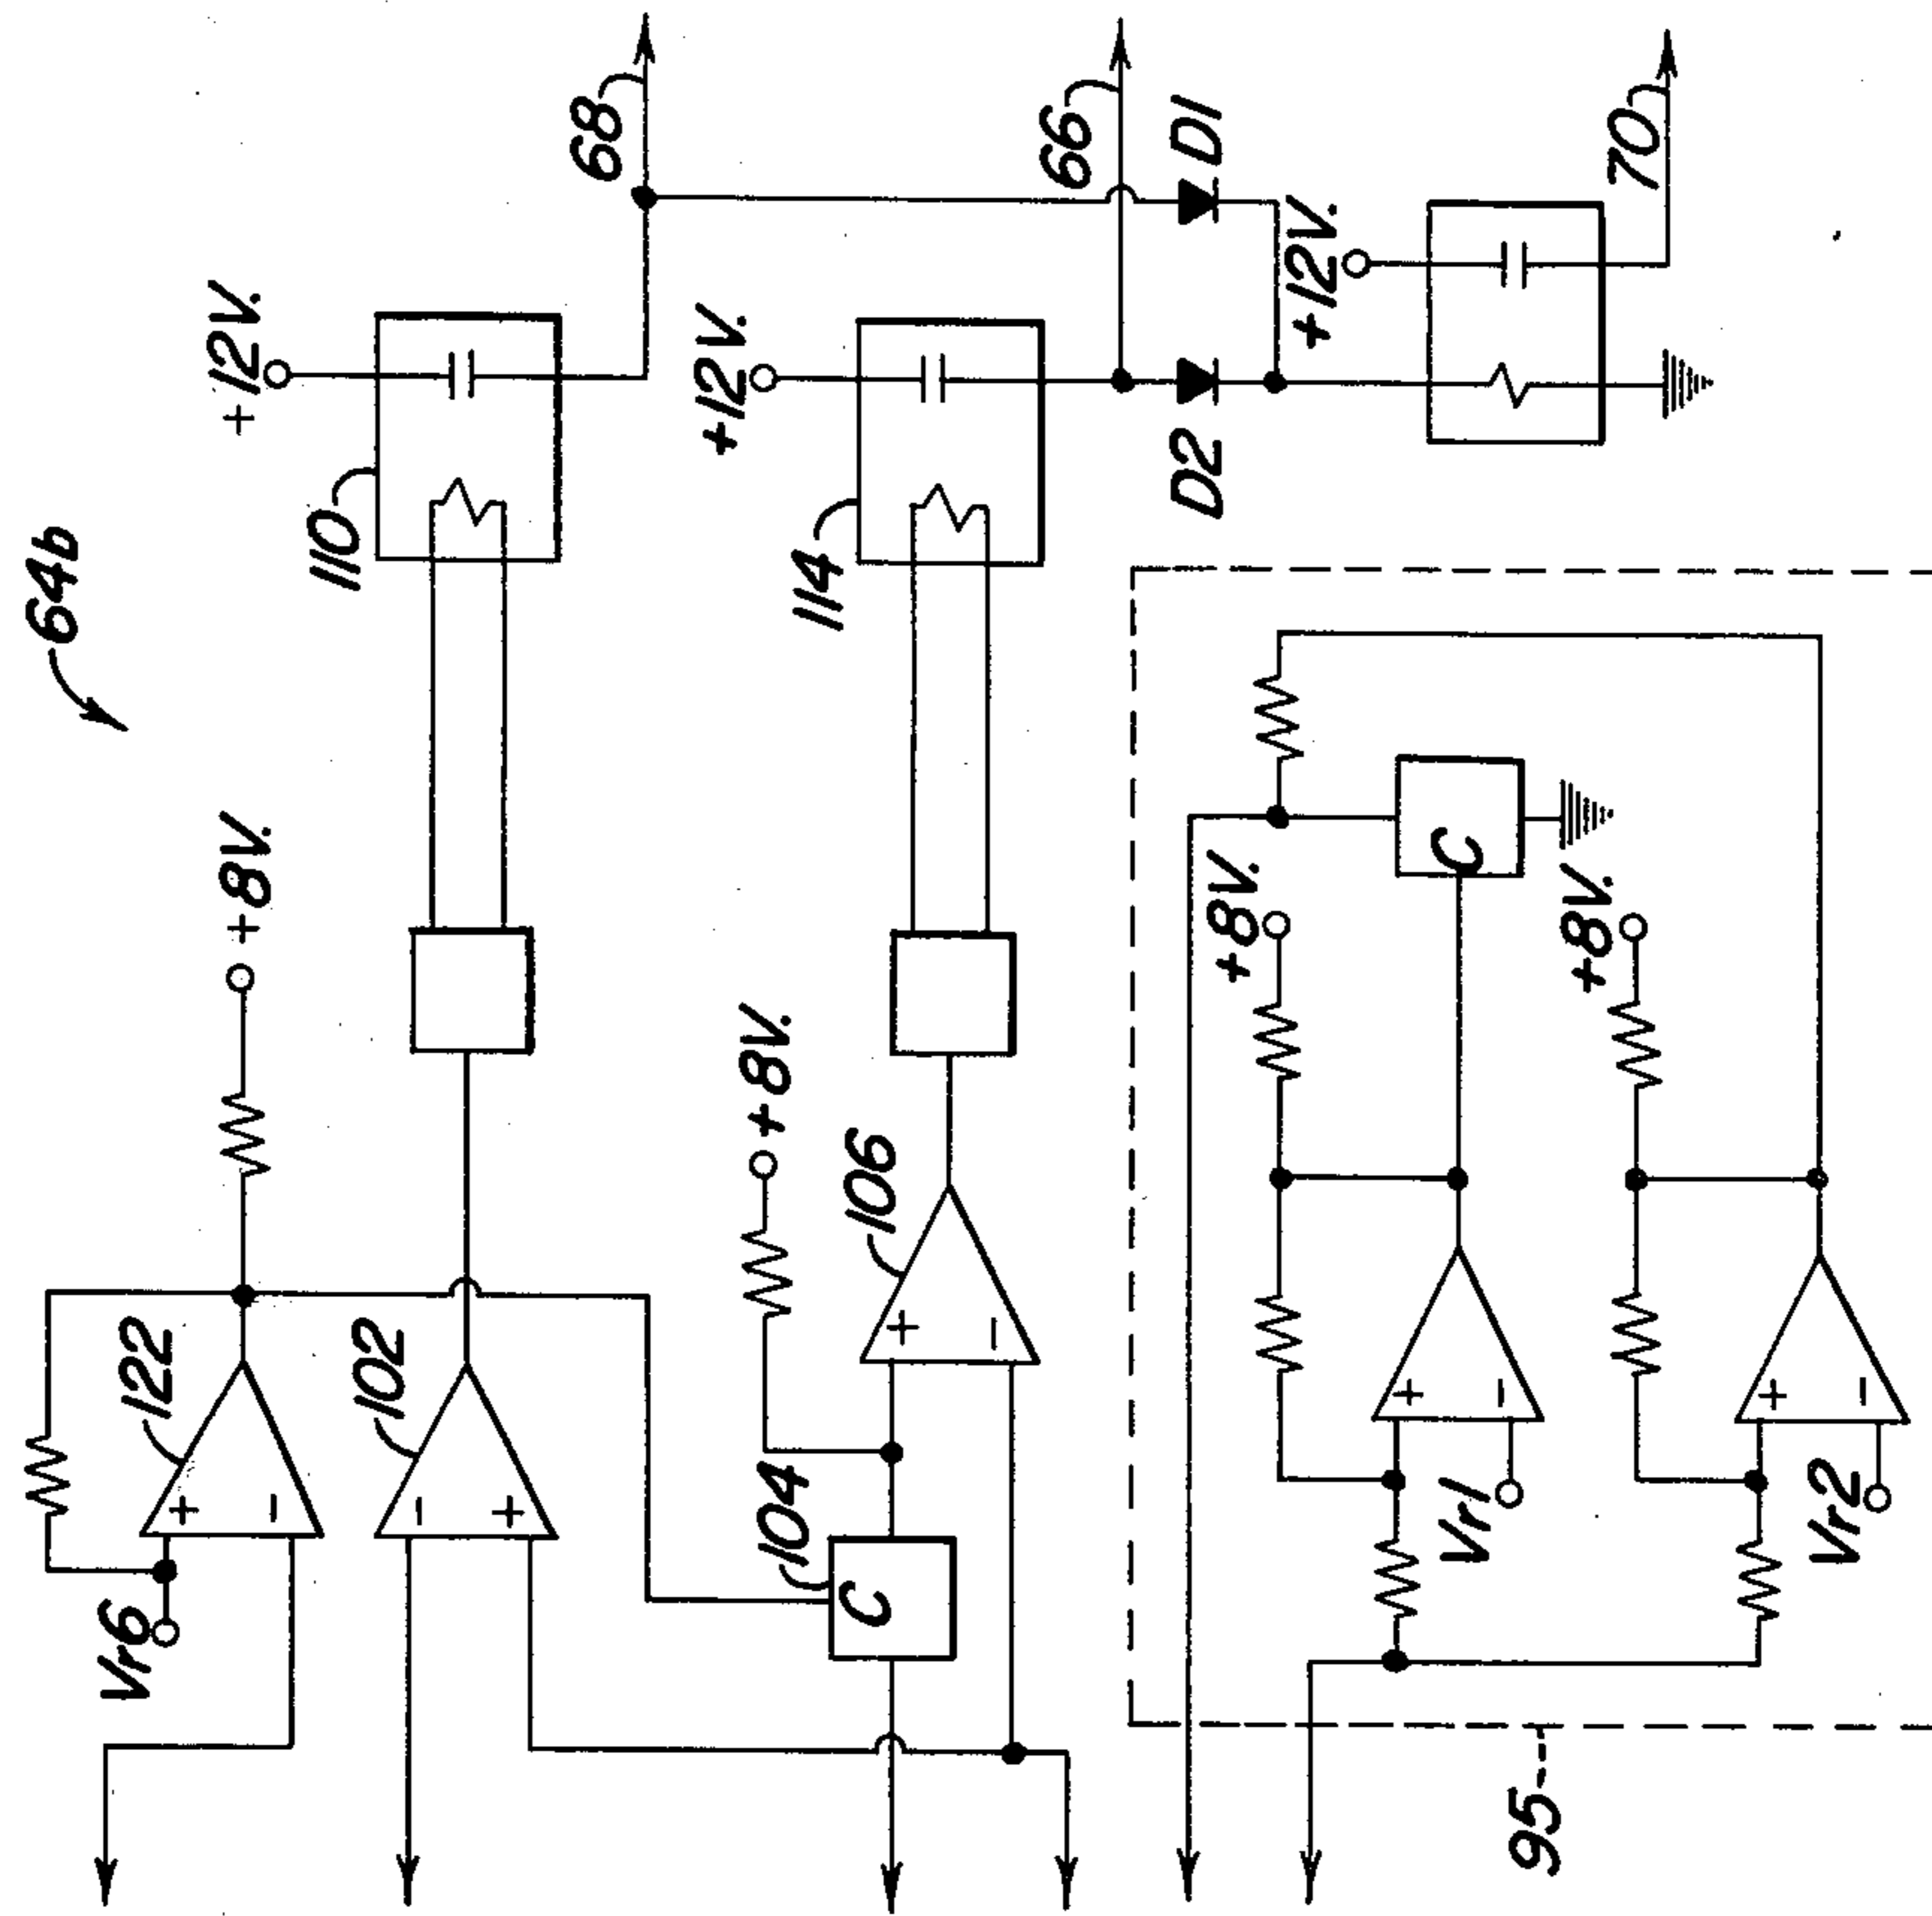 64b
+12V.
68
110
+8V.
122
Vr6
+
-
102
-
+
+12V.
66
114
+8V.
106
+
-
104
C
D1
D2
+12V.
70
+8V.
C
+
-
Vr1
+8V.
+
-
Vr2
95